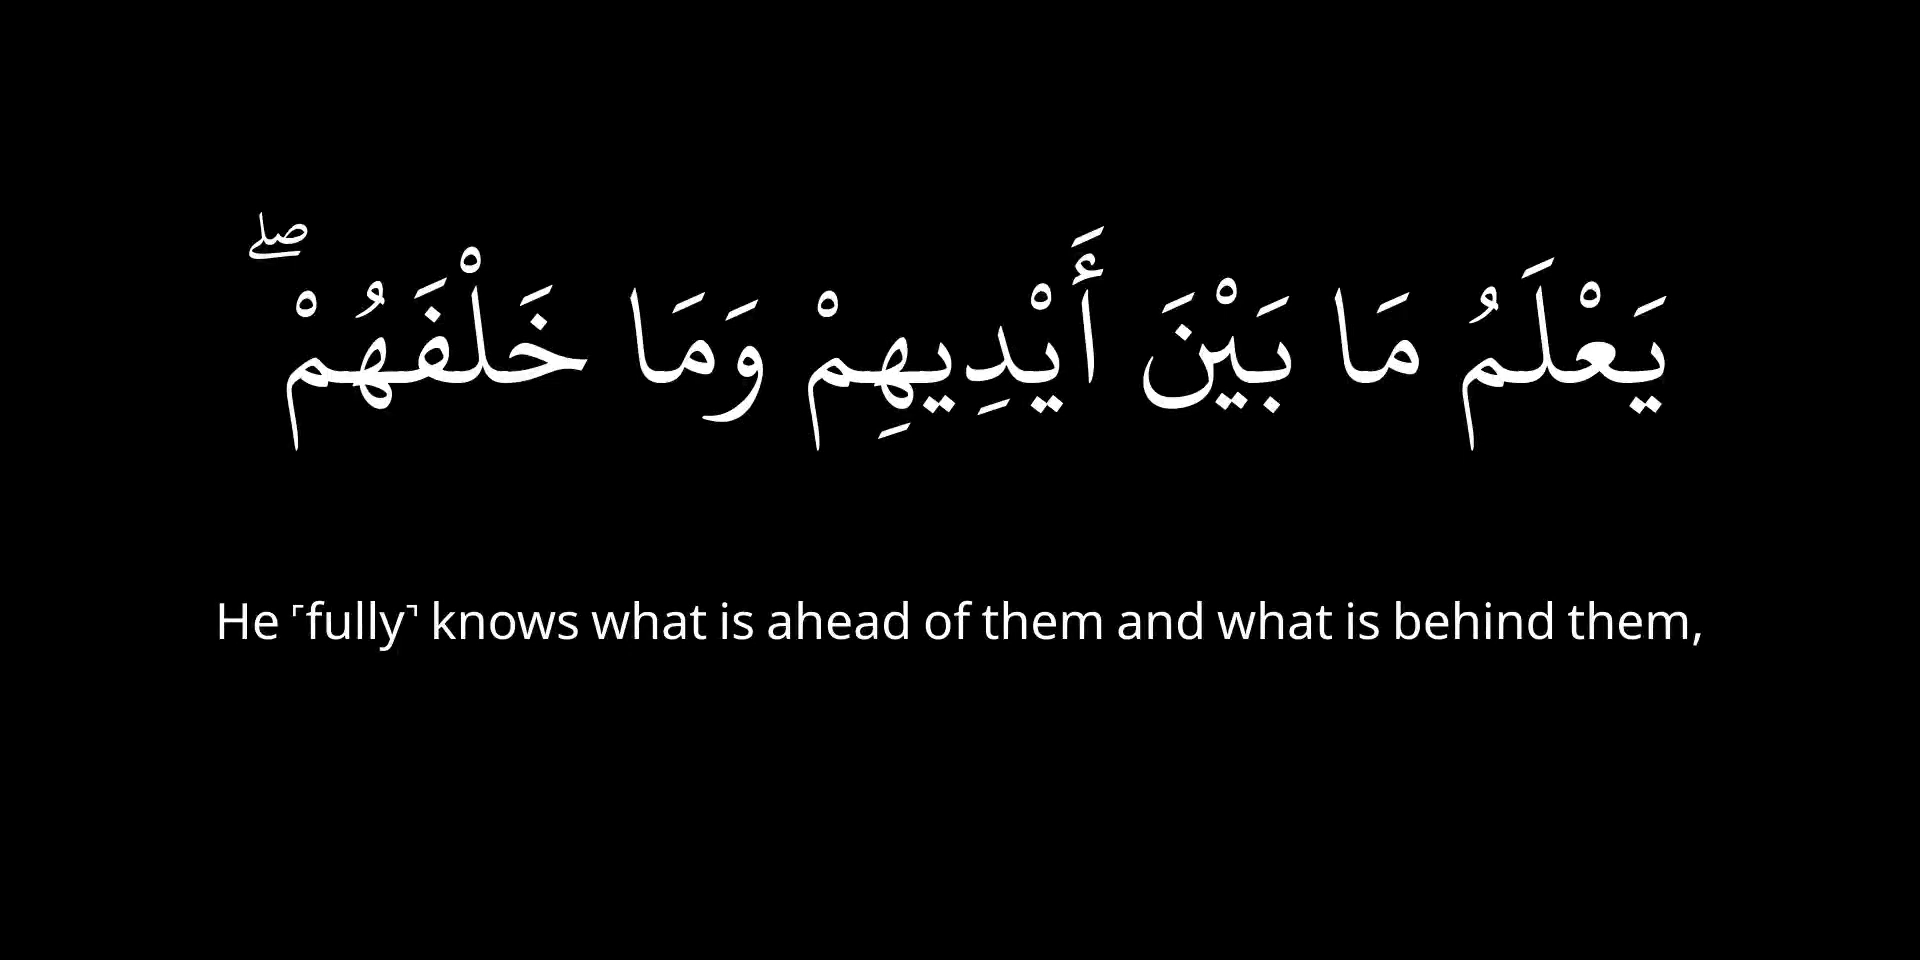 يَعْلَمُ مَا بَيْنَ أَيْدِيهِمْ وَمَا خَلْفَهُمْ ۖ
He ˹fully˺ knows what is ahead of them and what is behind them,